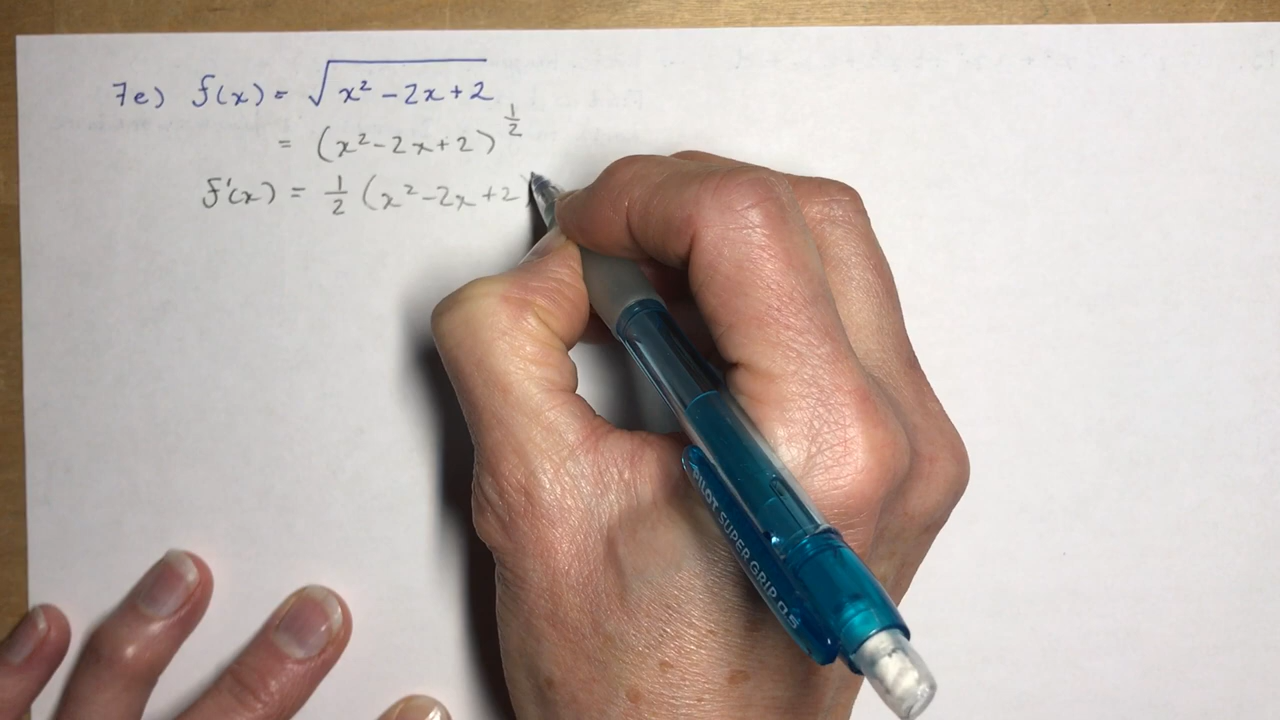 7e) f(x) = √(x² - 2x + 2)
= (x² - 2x + 2)^(1/2)
f'(x) = 1/2 (x² - 2x + 2)
PILOT SUPER GRIP 0.5